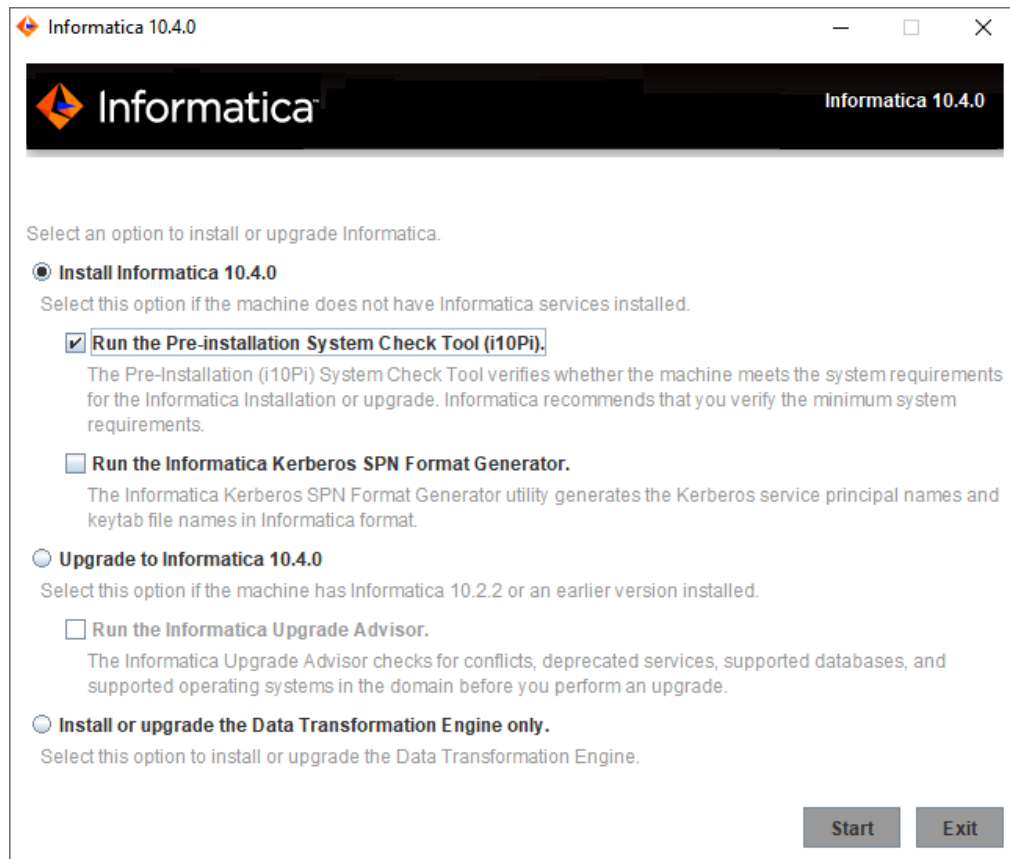 Informatica 10.4.0
Informatica
Informatica 10.4.0
Select an option to install or upgrade Informatica.
Install Informatica 10.4.0
Select this option if the machine does not have Informatica services installed.
Run the Pre-installation System Check Tool (i10Pi).
The Pre-Installation (i10Pi) System Check Tool verifies whether the machine meets the system requirements
for the Informatica Installation or upgrade. Informatica recommends that you verify the minimum system
requirements.
Run the Informatica Kerberos SPN Format Generator.
The Informatica Kerberos SPN Format Generator utility generates the Kerberos service principal names and
keytab file names in Informatica format.
Upgrade to Informatica 10.4.0
Select this option if the machine has Informatica 10.2.2 or an earlier version installed.
Run the Informatica Upgrade Advisor.
The Informatica Upgrade Advisor checks for conflicts, deprecated services, supported databases, and
supported operating systems in the domain before you perform an upgrade.
Install or upgrade the Data Transformation Engine only.
Select this option to install or upgrade the Data Transformation Engine.
Start Exit